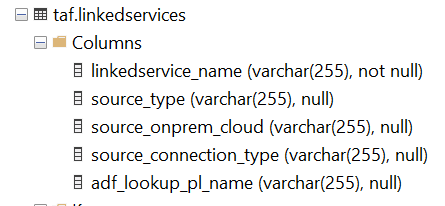 taf.linkedservices
Columns
linkedservice_name (varchar(255), not null)
source_type (varchar(255), null)
source_onprem_cloud (varchar(255), null)
source_connection_type (varchar(255), null)
adf_lookup_pl_name (varchar(255), null)